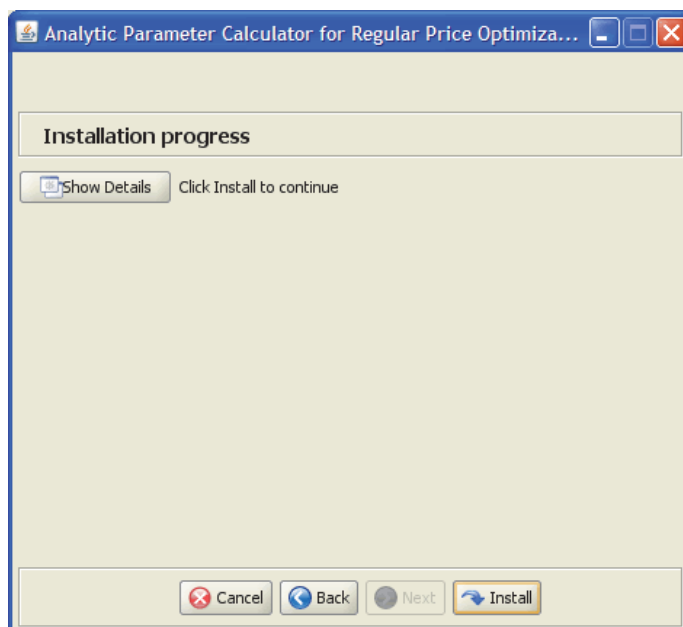 Analytic Parameter Calculator for Regular Price Optimiza...
Installation progress
Show Details Click Install to continue
Cancel Back Next Install